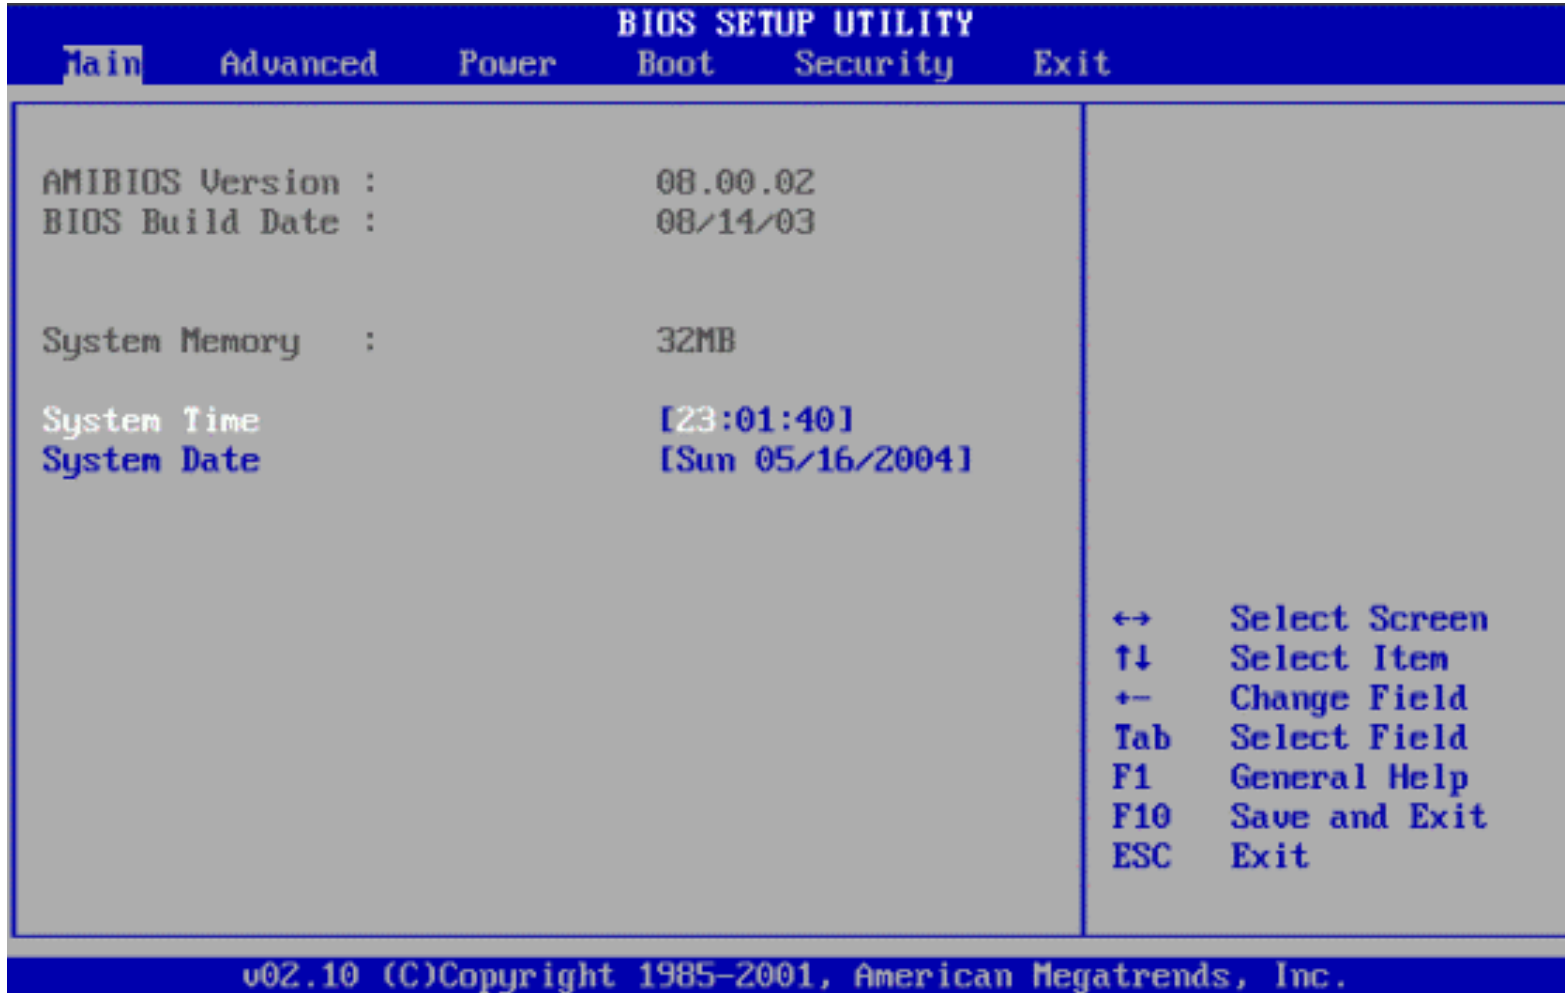 BIOS SETUP UTILITY
Main Advanced Power Boot Security Exit
AMIBIOS Version : 08.00.02
BIOS Build Date : 08/14/03
System Memory : 32MB
System Time [23:01:40]
System Date [Sun 05/16/2004]
←→ Select Screen
↑↓ Select Item
+- Change Field
Tab Select Field
F1 General Help
F10 Save and Exit
ESC Exit
v02.10 (C)Copyright 1985-2001, American Megatrends, Inc.